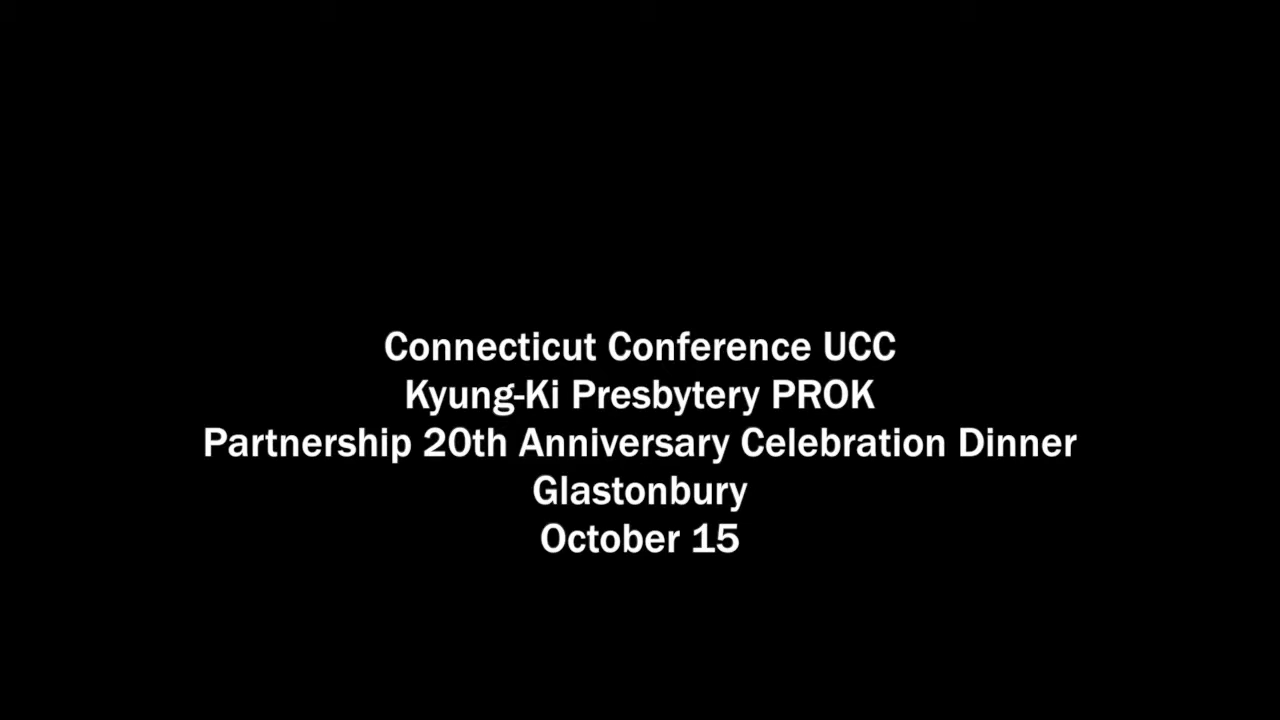 Connecticut Conference UCC
Kyung-Ki Presbytery PROK
Partnership 20th Anniversary Celebration Dinner
Glastonbury
October 15